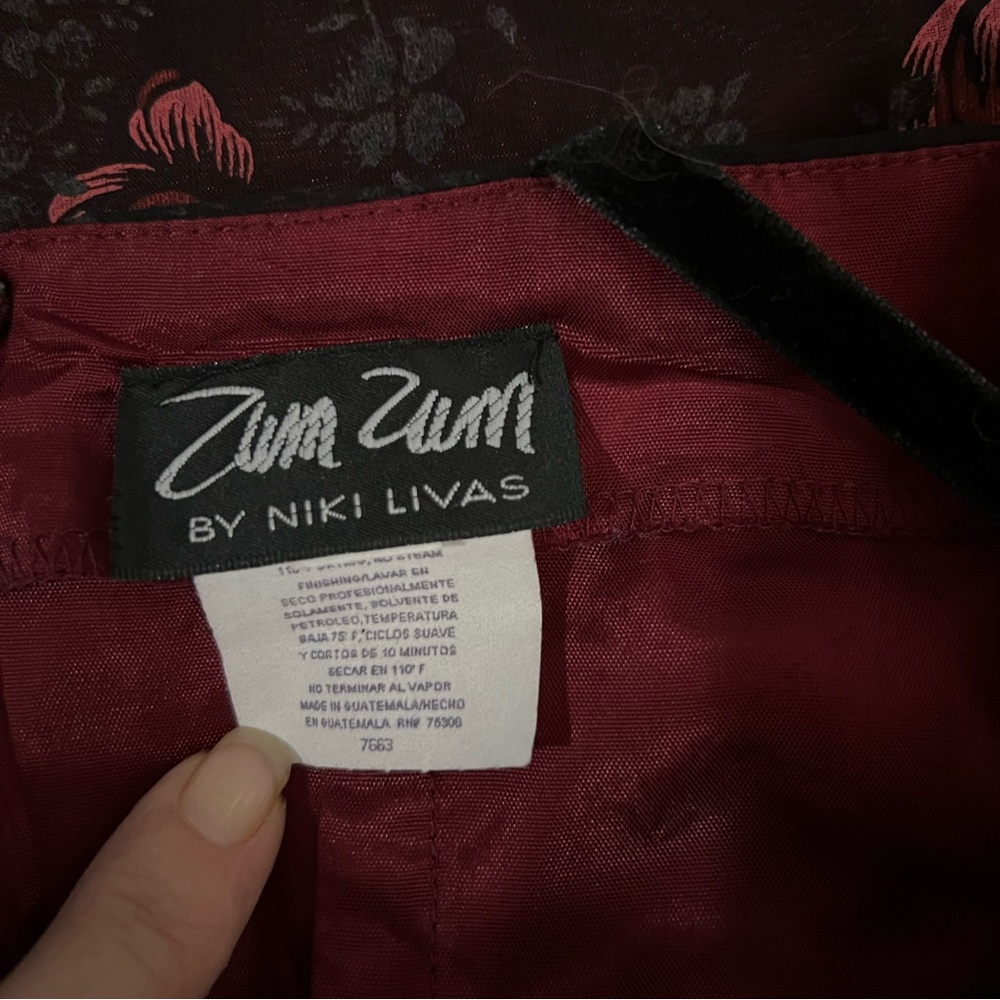 Zum Zum
BY NIKI LIVAS
FINISHING/LAVAR EN
SECO PROFESIONALMENTE
SOLAMENTE, SOLVENTE DE
PETROLEO,TEMPERATURA
BAJA 75° F, CICLOS SUAVE
Y CORTOS DE 10 MINUTOS
SECAR EN 110° F
NO TERMINAR AL VAPOR
MADE IN GUATEMALA/HECHO
EN GUATEMALA RN# 76306
7663